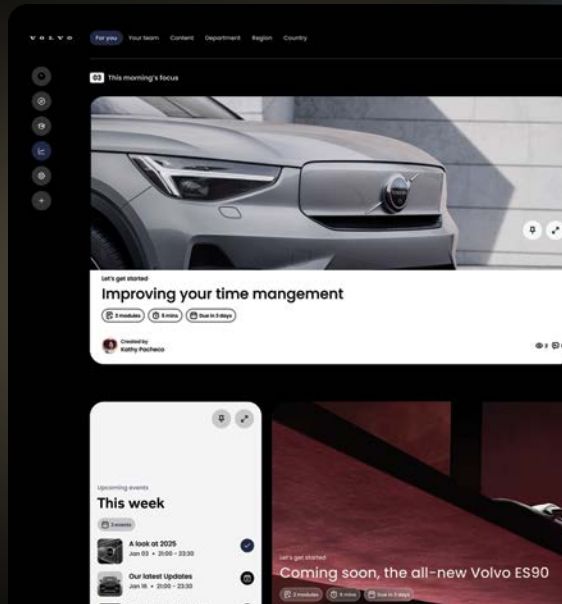 VOLVO
For you Your team Content Department Region Country
03 This morning's focus
Let's get started
Improving your time mangement
3 modules 5 mins Due in 3 days
Created by
Kathy Pacheco
Upcoming events
This week
3 events
A look at 2025
Jan 03 • 21:00 - 23:30
Our latest Updates
Jan 16 • 21:00 - 23:30
Let's get started
Coming soon, the all-new Volvo ES90
2 modules 5 mins Due in 3 days